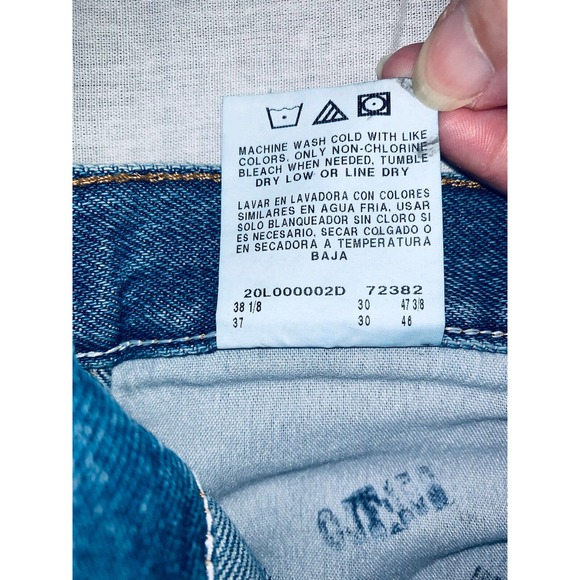 MACHINE WASH COLD WITH LIKE
COLORS. ONLY NON-CHLORINE
BLEACH WHEN NEEDED. TUMBLE
DRY LOW OR LINE DRY
LAVAR EN LAVADORA CON COLORES
SIMILARES EN AGUA FRIA. USAR
SOLO BLANQUEADOR SIN CLORO SI
ES NECESARIO. SECAR COLGADO O
EN SECADORA A TEMPERATURA
BAJA
20L000002D 72382
38 1/8 30 47 3/8
37 30 46